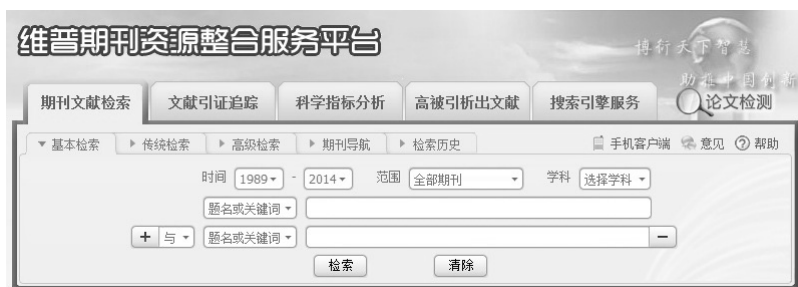 维普期刊资源整合服务平台
博行天下智慧
助推中国创新
期刊文献检索 文献引证追踪 科学指标分析 高被引析出文献 搜索引擎服务 论文检测
基本检索 传统检索 高级检索 期刊导航 检索历史 手机客户端 意见 ? 帮助
时间 1989 - 2014 范围 全部期刊 学科 选择学科
题名或关键词
+ 与 题名或关键词 −
检索 清除